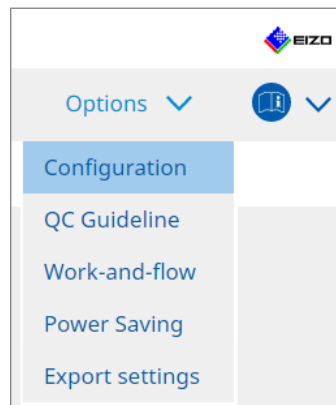 EIZO
Options
Configuration
QC Guideline
Work-and-flow
Power Saving
Export settings